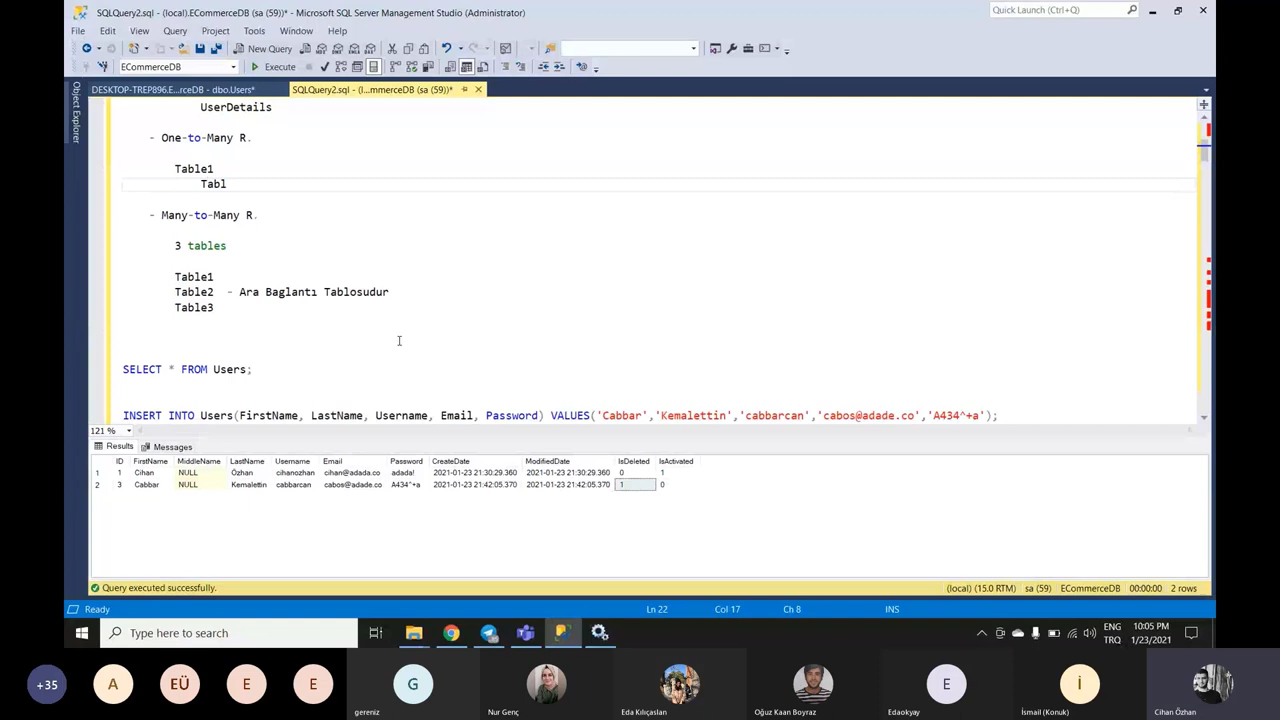 SQLQuery2.sql - (local).ECommerceDB (sa (59))* - Microsoft SQL Server Management Studio (Administrator)
Quick Launch (Ctrl+Q)
File Edit View Query Project Tools Window Help
New Query
ECommerceDB
Execute
Object Explorer
DESKTOP-TREP896.E...rceDB - dbo.Users*
SQLQuery2.sql - (l...mmerceDB (sa (59))*
UserDetails
- One-to-Many R.
Table1
Tabl
- Many-to-Many R.
3 tables
Table1
Table2 - Ara Baglantı Tablosudur
Table3
SELECT * FROM Users;
INSERT INTO Users(FirstName, LastName, Username, Email, Password) VALUES('Cabbar','Kemalettin','cabbarcan','cabos@adade.co','A434^+a');
121 %
Results Messages
ID FirstName MiddleName LastName Username Email Password CreateDate ModifiedDate IsDeleted IsActivated
1 1 Cihan NULL Özhan cihanozhan cihan@adada.co adada! 2021-01-23 21:30:29.360 2021-01-23 21:30:29.360 0 1
2 3 Cabbar NULL Kemalettin cabbarcan cabos@adade.co A434^+a 2021-01-23 21:42:05.370 2021-01-23 21:42:05.370 1 0
Query executed successfully.
(local) (15.0 RTM) sa (59) ECommerceDB 00:00:00 2 rows
Ready
Ln 22 Col 17 Ch 8 INS
Type here to search
ENG
TRQ
10:05 PM
1/23/2021
+35 A EÜ E E G E İ
gereniz Nur Genç Eda Kılıçaslan Oğuz Kaan Boyraz Edaokyay İsmail (Konuk) Cihan Özhan